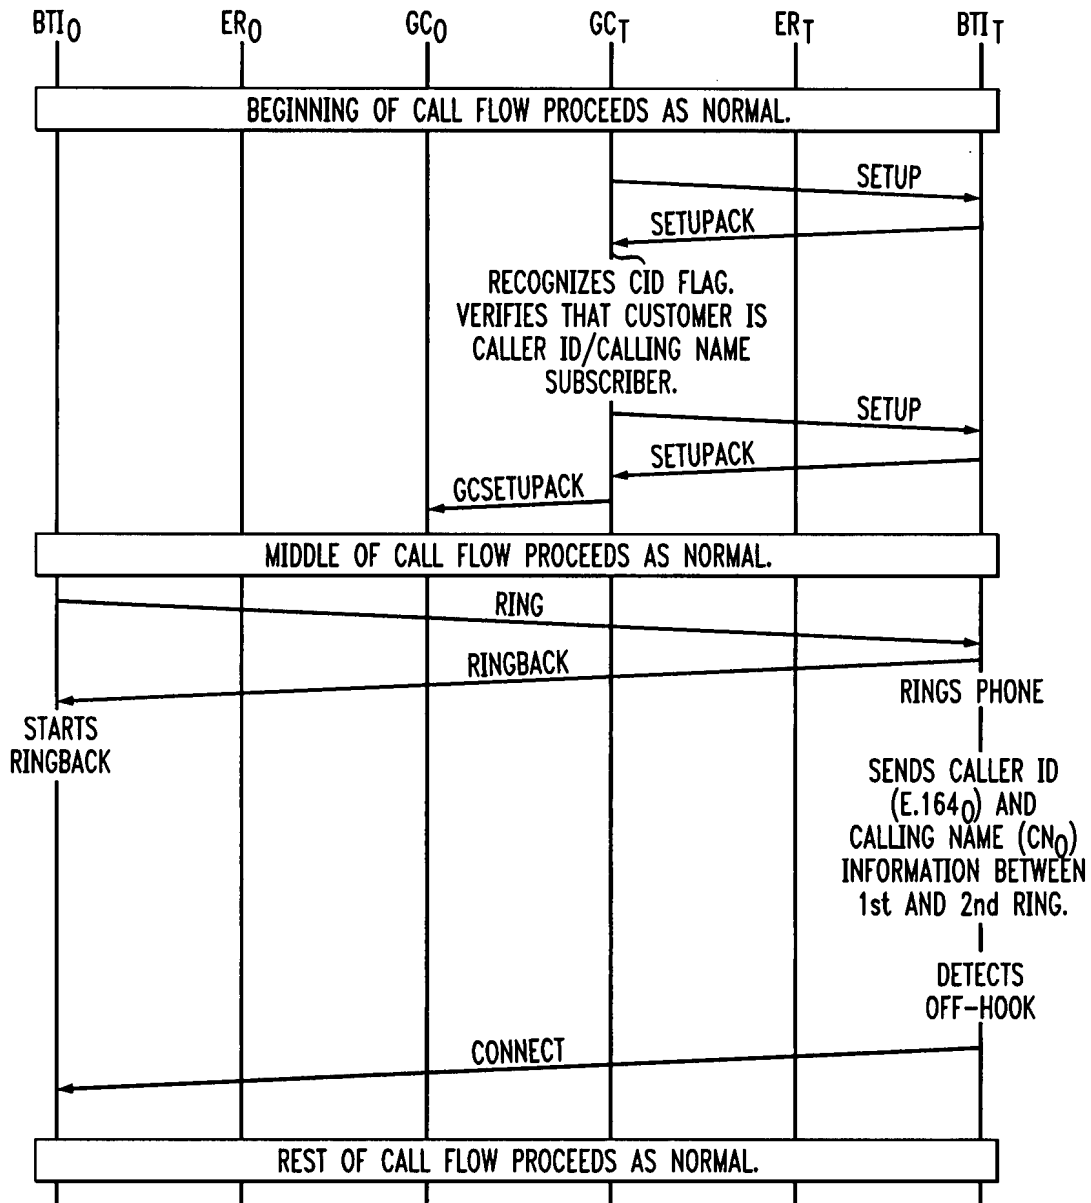 BTI₀ ER₀ GC₀ GC_T ER_T BTI_T
BEGINNING OF CALL FLOW PROCEEDS AS NORMAL.
SETUP
SETUPACK
RECOGNIZES CID FLAG.
VERIFIES THAT CUSTOMER IS
CALLER ID/CALLING NAME
SUBSCRIBER.
SETUP
SETUPACK
GCSETUPACK
MIDDLE OF CALL FLOW PROCEEDS AS NORMAL.
RING
RINGBACK
RINGS PHONE
STARTS
RINGBACK
SENDS CALLER ID
(E.164₀) AND
CALLING NAME (CN₀)
INFORMATION BETWEEN
1st AND 2nd RING.
DETECTS
OFF-HOOK
CONNECT
REST OF CALL FLOW PROCEEDS AS NORMAL.